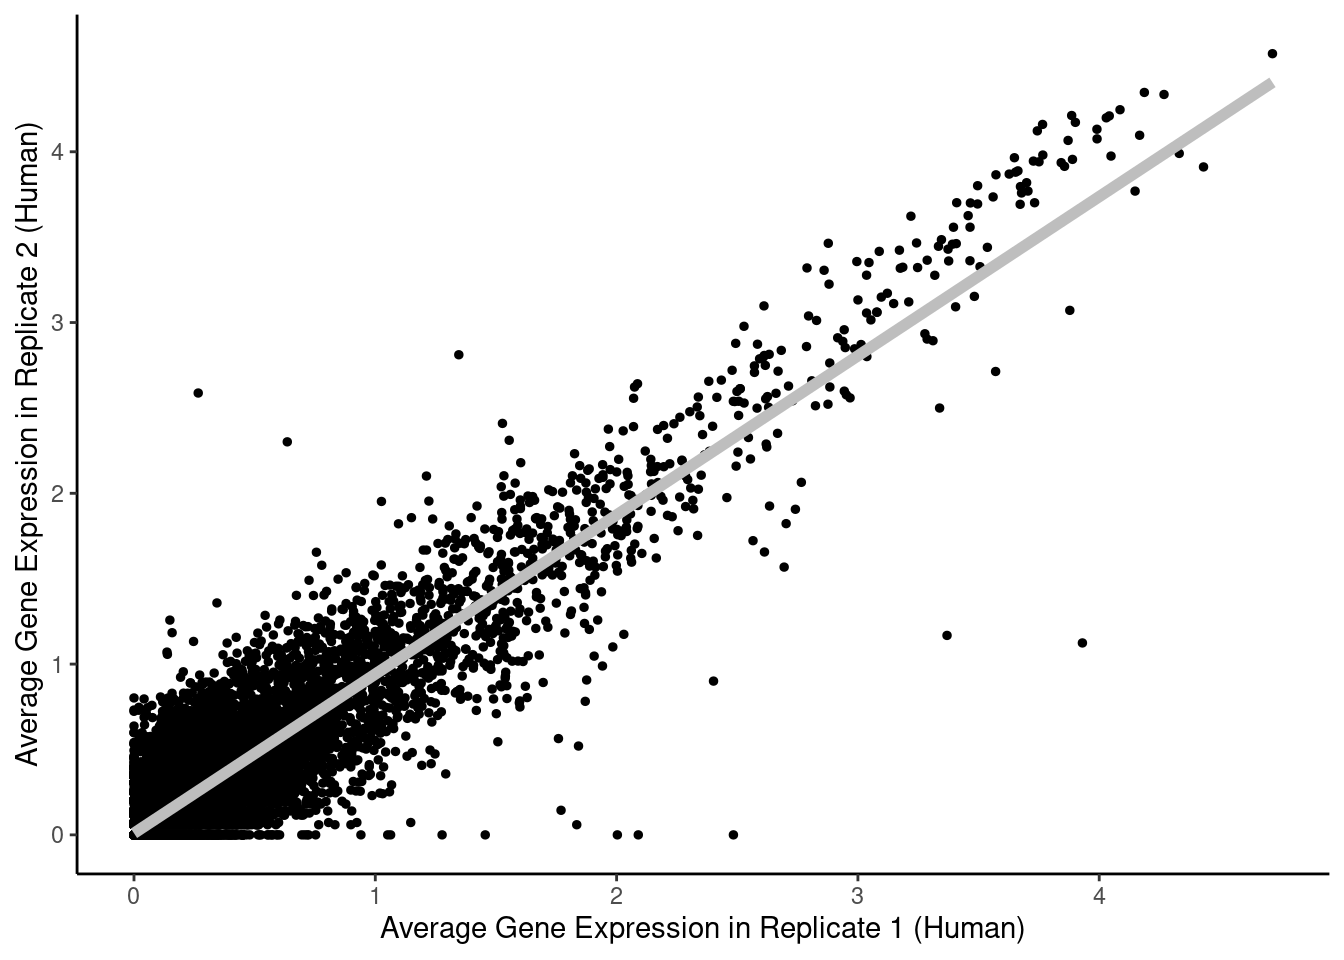 Average Gene Expression in Replicate 2 (Human)
4
3
2
1
0
0 1 2 3 4
Average Gene Expression in Replicate 1 (Human)